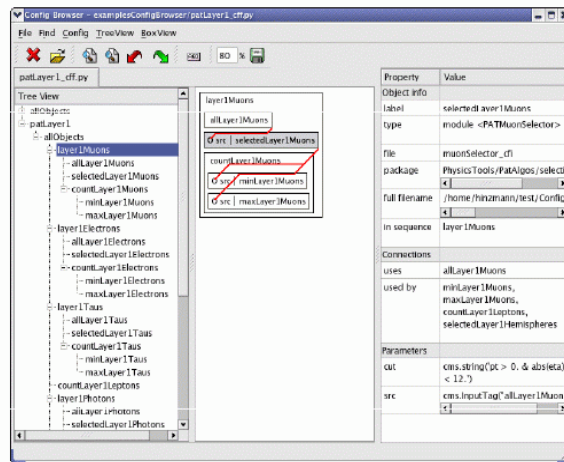 Config Browser - examplesConfigBrowser/patLayer1_cff.py
File Find Config TreeView BoxView
80 %
patLayer1_cff.py
Tree View
allObjects
patLayer1
allObjects
layer1Muons
allLayer1Muons
selectedLayer1Muons
countLayer1Muons
minLayer1Muons
maxLayer1Muons
layer1Electrons
allLayer1Electrons
selectedLayer1Electrons
countLayer1Electrons
minLayer1Electrons
maxLayer1Electrons
layer1Taus
allLayer1Taus
selectedLayer1Taus
countLayer1Taus
minLayer1Taus
maxLayer1Taus
countLayer1Leptons
layer1Photons
allLayer1Photons
selectedLayer1Photons
layer1Muons
allLayer1Muons
src selectedLayer1Muons
countLayer1Muons
src minLayer1Muons
src maxLayer1Muons
Property Value
Object info
label selectedLayer1Muons
type module <PATMuonSelector>
file muonSelector_cfi
package PhysicsTools/PatAlgos/selecti
full filename /home/hinzmann/test/Config
in sequence layer1Muons
Connections
uses allLayer1Muons
used by minLayer1Muons,
maxLayer1Muons,
countLayer1Leptons,
selectedLayer1Hemispheres
Parameters
cut cms.string('pt > 0. & abs(eta)
< 12.')
src cms.InputTag("allLayer1Muon